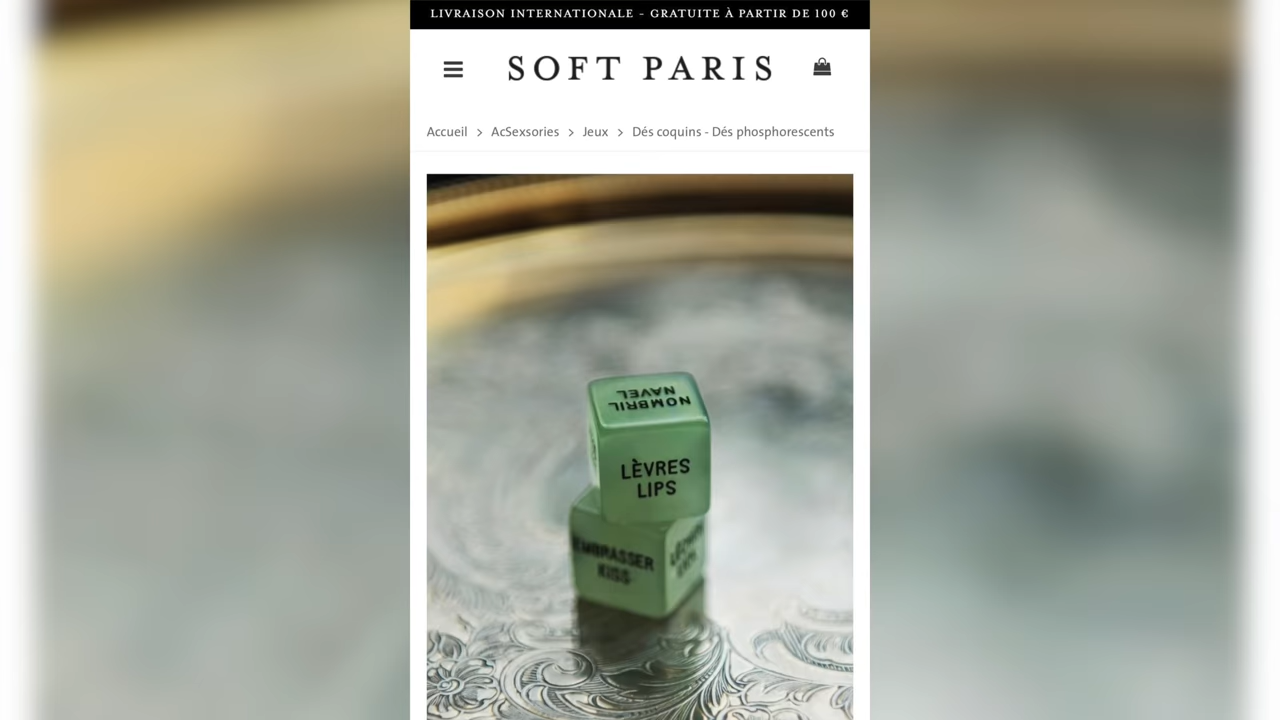 LIVRAISON INTERNATIONALE - GRATUITE À PARTIR DE 100 €
SOFT PARIS
Accueil > AcSexsories > Jeux > Dés coquins - Dés phosphorescents
NOMBRIL
NAVEL
LÈVRES
LIPS
EMBRASSER
KISS